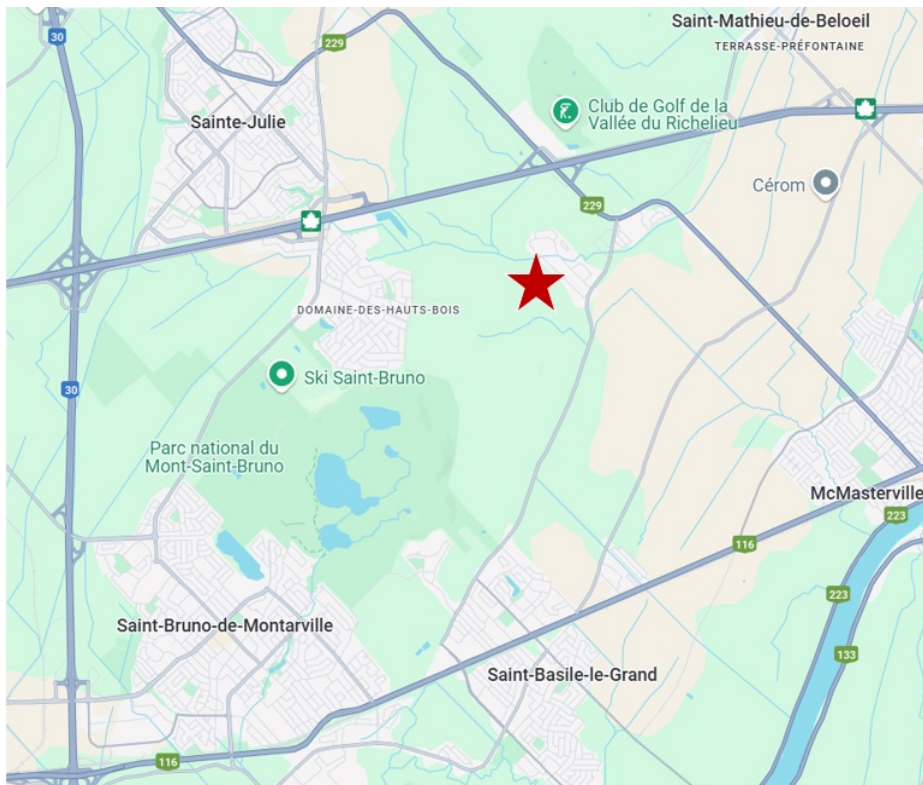 30
229
Saint-Mathieu-de-Beloeil
TERRASSE-PRÉFONTAINE
Sainte-Julie
Club de Golf de la
Vallée du Richelieu
Cérom
229
DOMAINE-DES-HAUTS-BOIS
Ski Saint-Bruno
30
Parc national du
Mont-Saint-Bruno
McMasterville
223
116
223
Saint-Bruno-de-Montarville
133
Saint-Basile-le-Grand
116